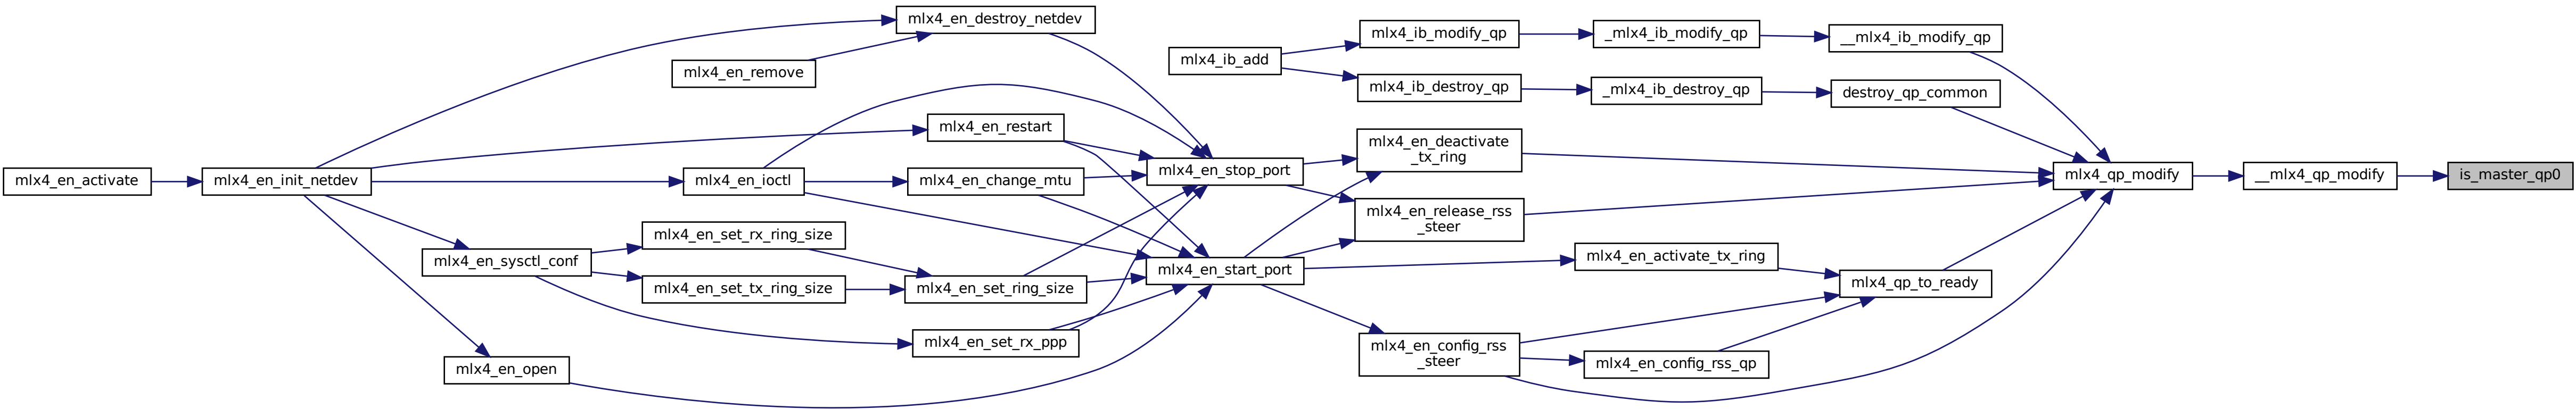 mlx4_en_activate
mlx4_en_init_netdev
mlx4_en_destroy_netdev
mlx4_en_remove
mlx4_en_restart
mlx4_en_ioctl
mlx4_en_change_mtu
mlx4_en_sysctl_conf
mlx4_en_set_rx_ring_size
mlx4_en_set_tx_ring_size
mlx4_en_set_ring_size
mlx4_en_set_rx_ppp
mlx4_en_open
mlx4_ib_add
mlx4_en_stop_port
mlx4_en_start_port
mlx4_ib_modify_qp
mlx4_ib_destroy_qp
mlx4_en_deactivate
_tx_ring
mlx4_en_release_rss
_steer
mlx4_en_config_rss
_steer
_mlx4_ib_modify_qp
_mlx4_ib_destroy_qp
mlx4_en_activate_tx_ring
mlx4_en_config_rss_qp
__mlx4_ib_modify_qp
destroy_qp_common
mlx4_qp_to_ready
mlx4_qp_modify
__mlx4_qp_modify
is_master_qp0